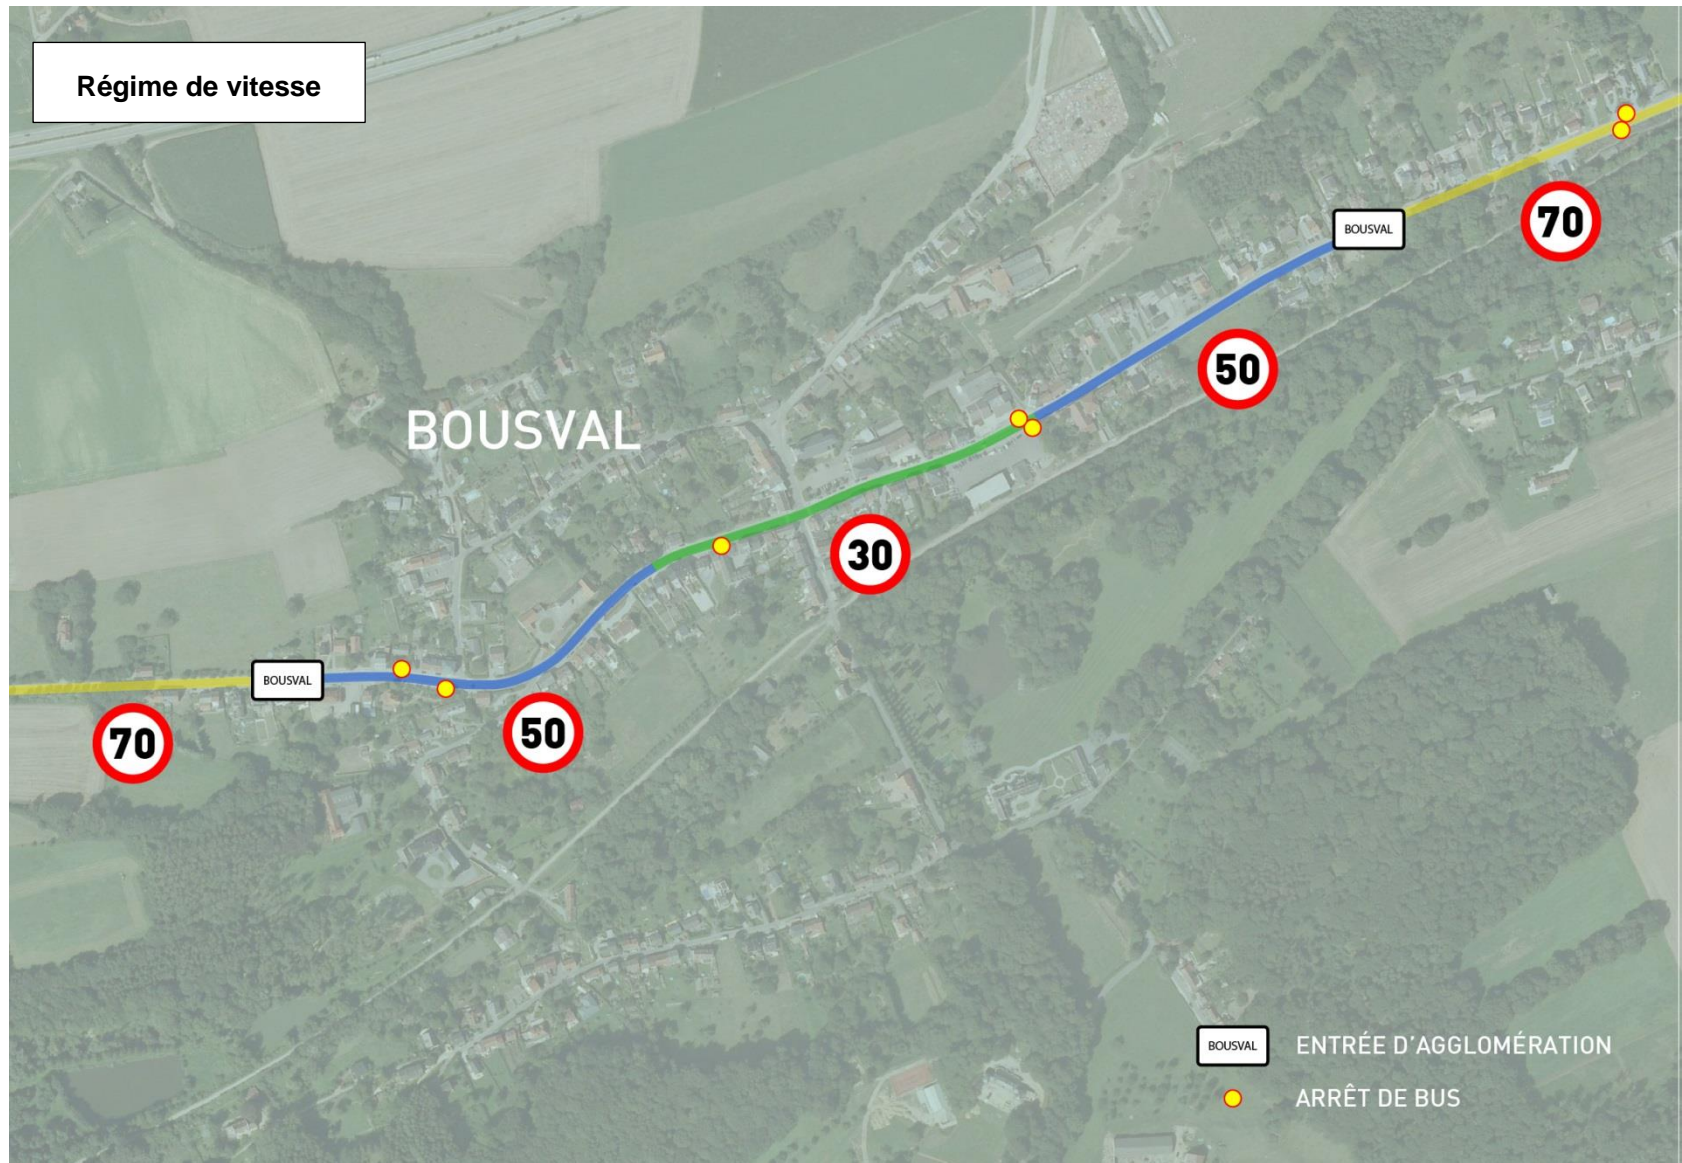 Régime de vitesse
BOUSVAL
70
50
BOUSVAL
30
BOUSVAL
50
70
BOUSVAL ENTRÉE D'AGGLOMÉRATION
ARRÊT DE BUS